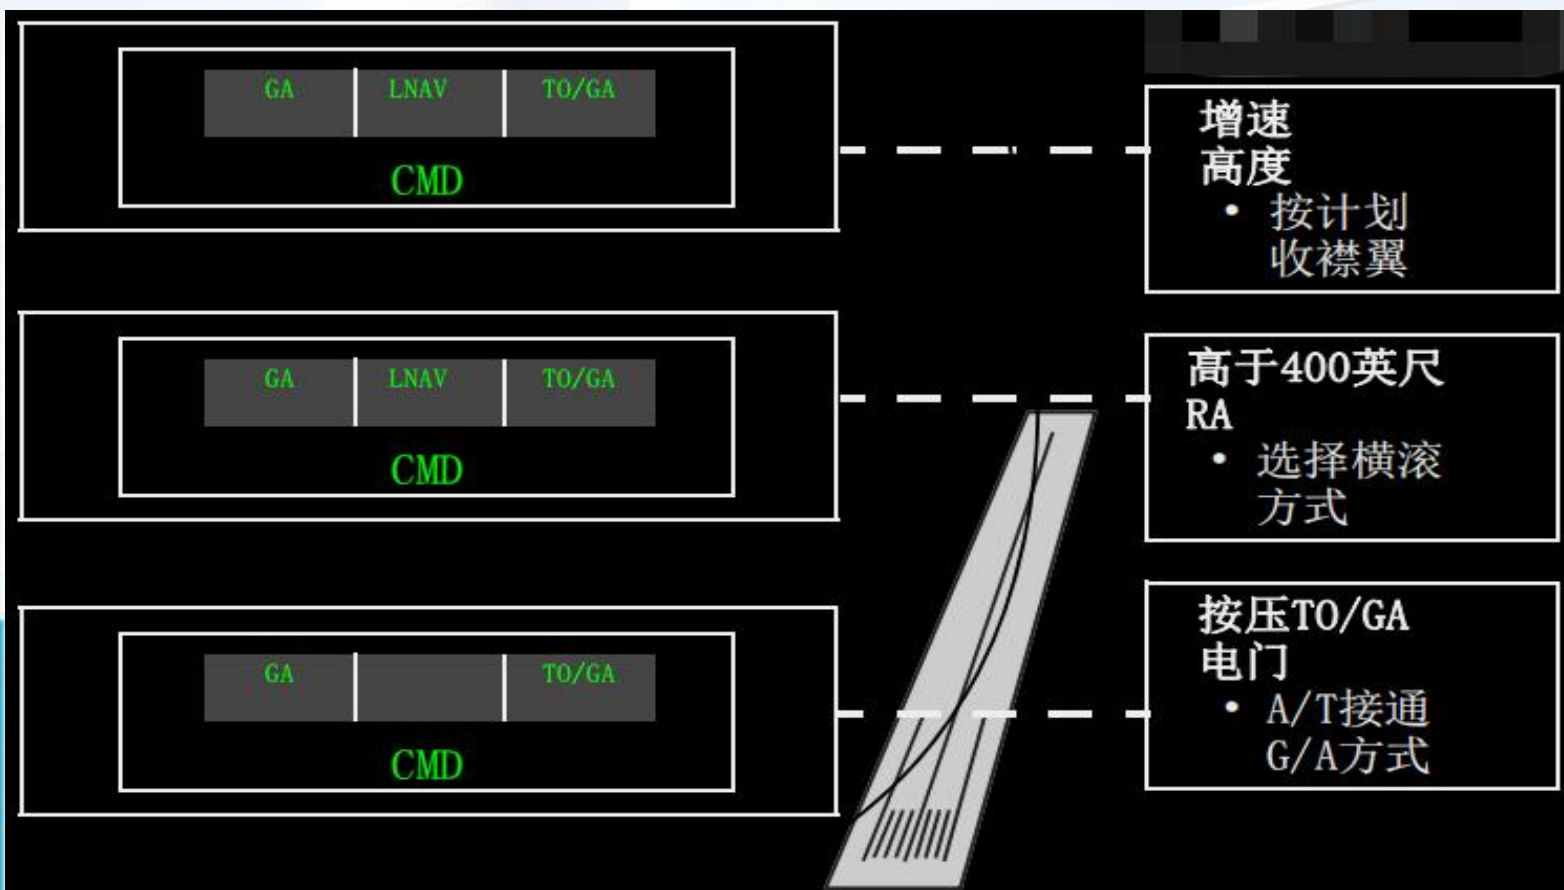 GA LNAV TO/GA
CMD
增速
高度
• 按计划
收襟翼
GA LNAV TO/GA
CMD
高于400英尺
RA
• 选择横滚
方式
GA TO/GA
CMD
按压TO/GA
电门
• A/T接通
G/A方式